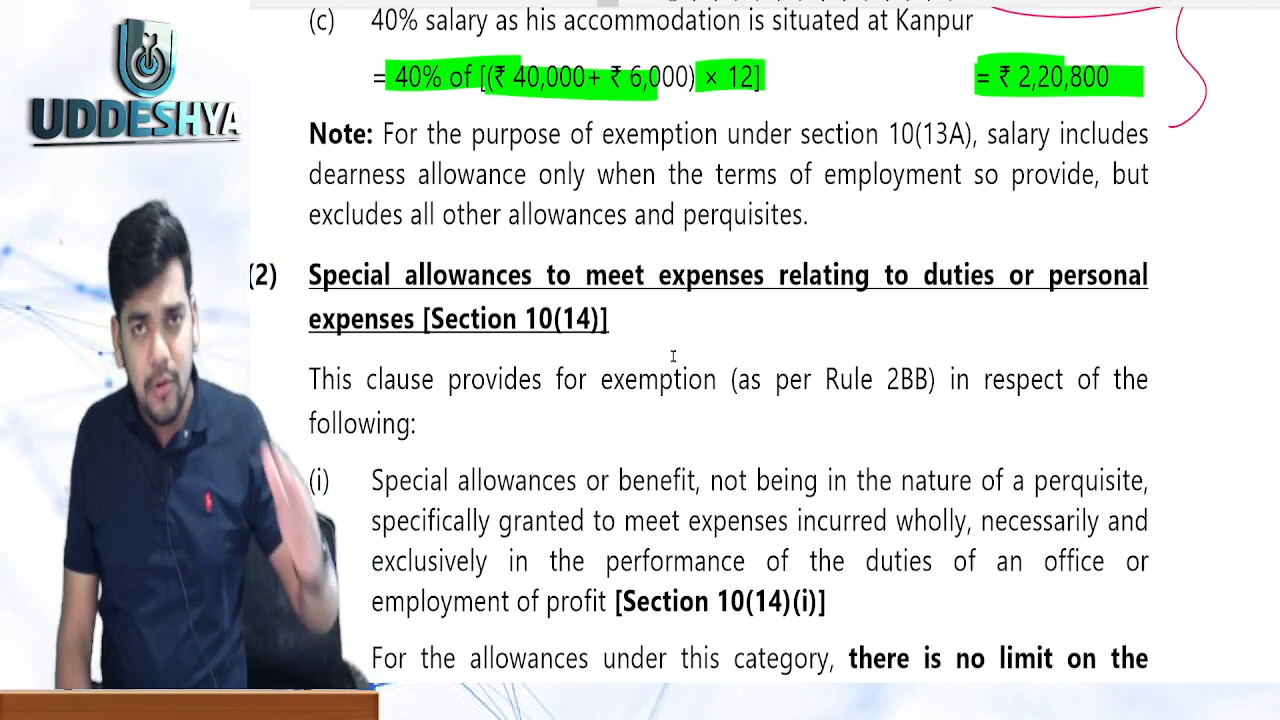 UDDESHYA
(c) 40% salary as his accommodation is situated at Kanpur
= 40% of [(₹ 40,000+ ₹ 6,000) × 12] = ₹ 2,20,800
Note: For the purpose of exemption under section 10(13A), salary includes
dearness allowance only when the terms of employment so provide, but
excludes all other allowances and perquisites.
(2) Special allowances to meet expenses relating to duties or personal
expenses [Section 10(14)]
This clause provides for exemption (as per Rule 2BB) in respect of the
following:
(i) Special allowances or benefit, not being in the nature of a perquisite,
specifically granted to meet expenses incurred wholly, necessarily and
exclusively in the performance of the duties of an office or
employment of profit [Section 10(14)(i)]
For the allowances under this category, there is no limit on the